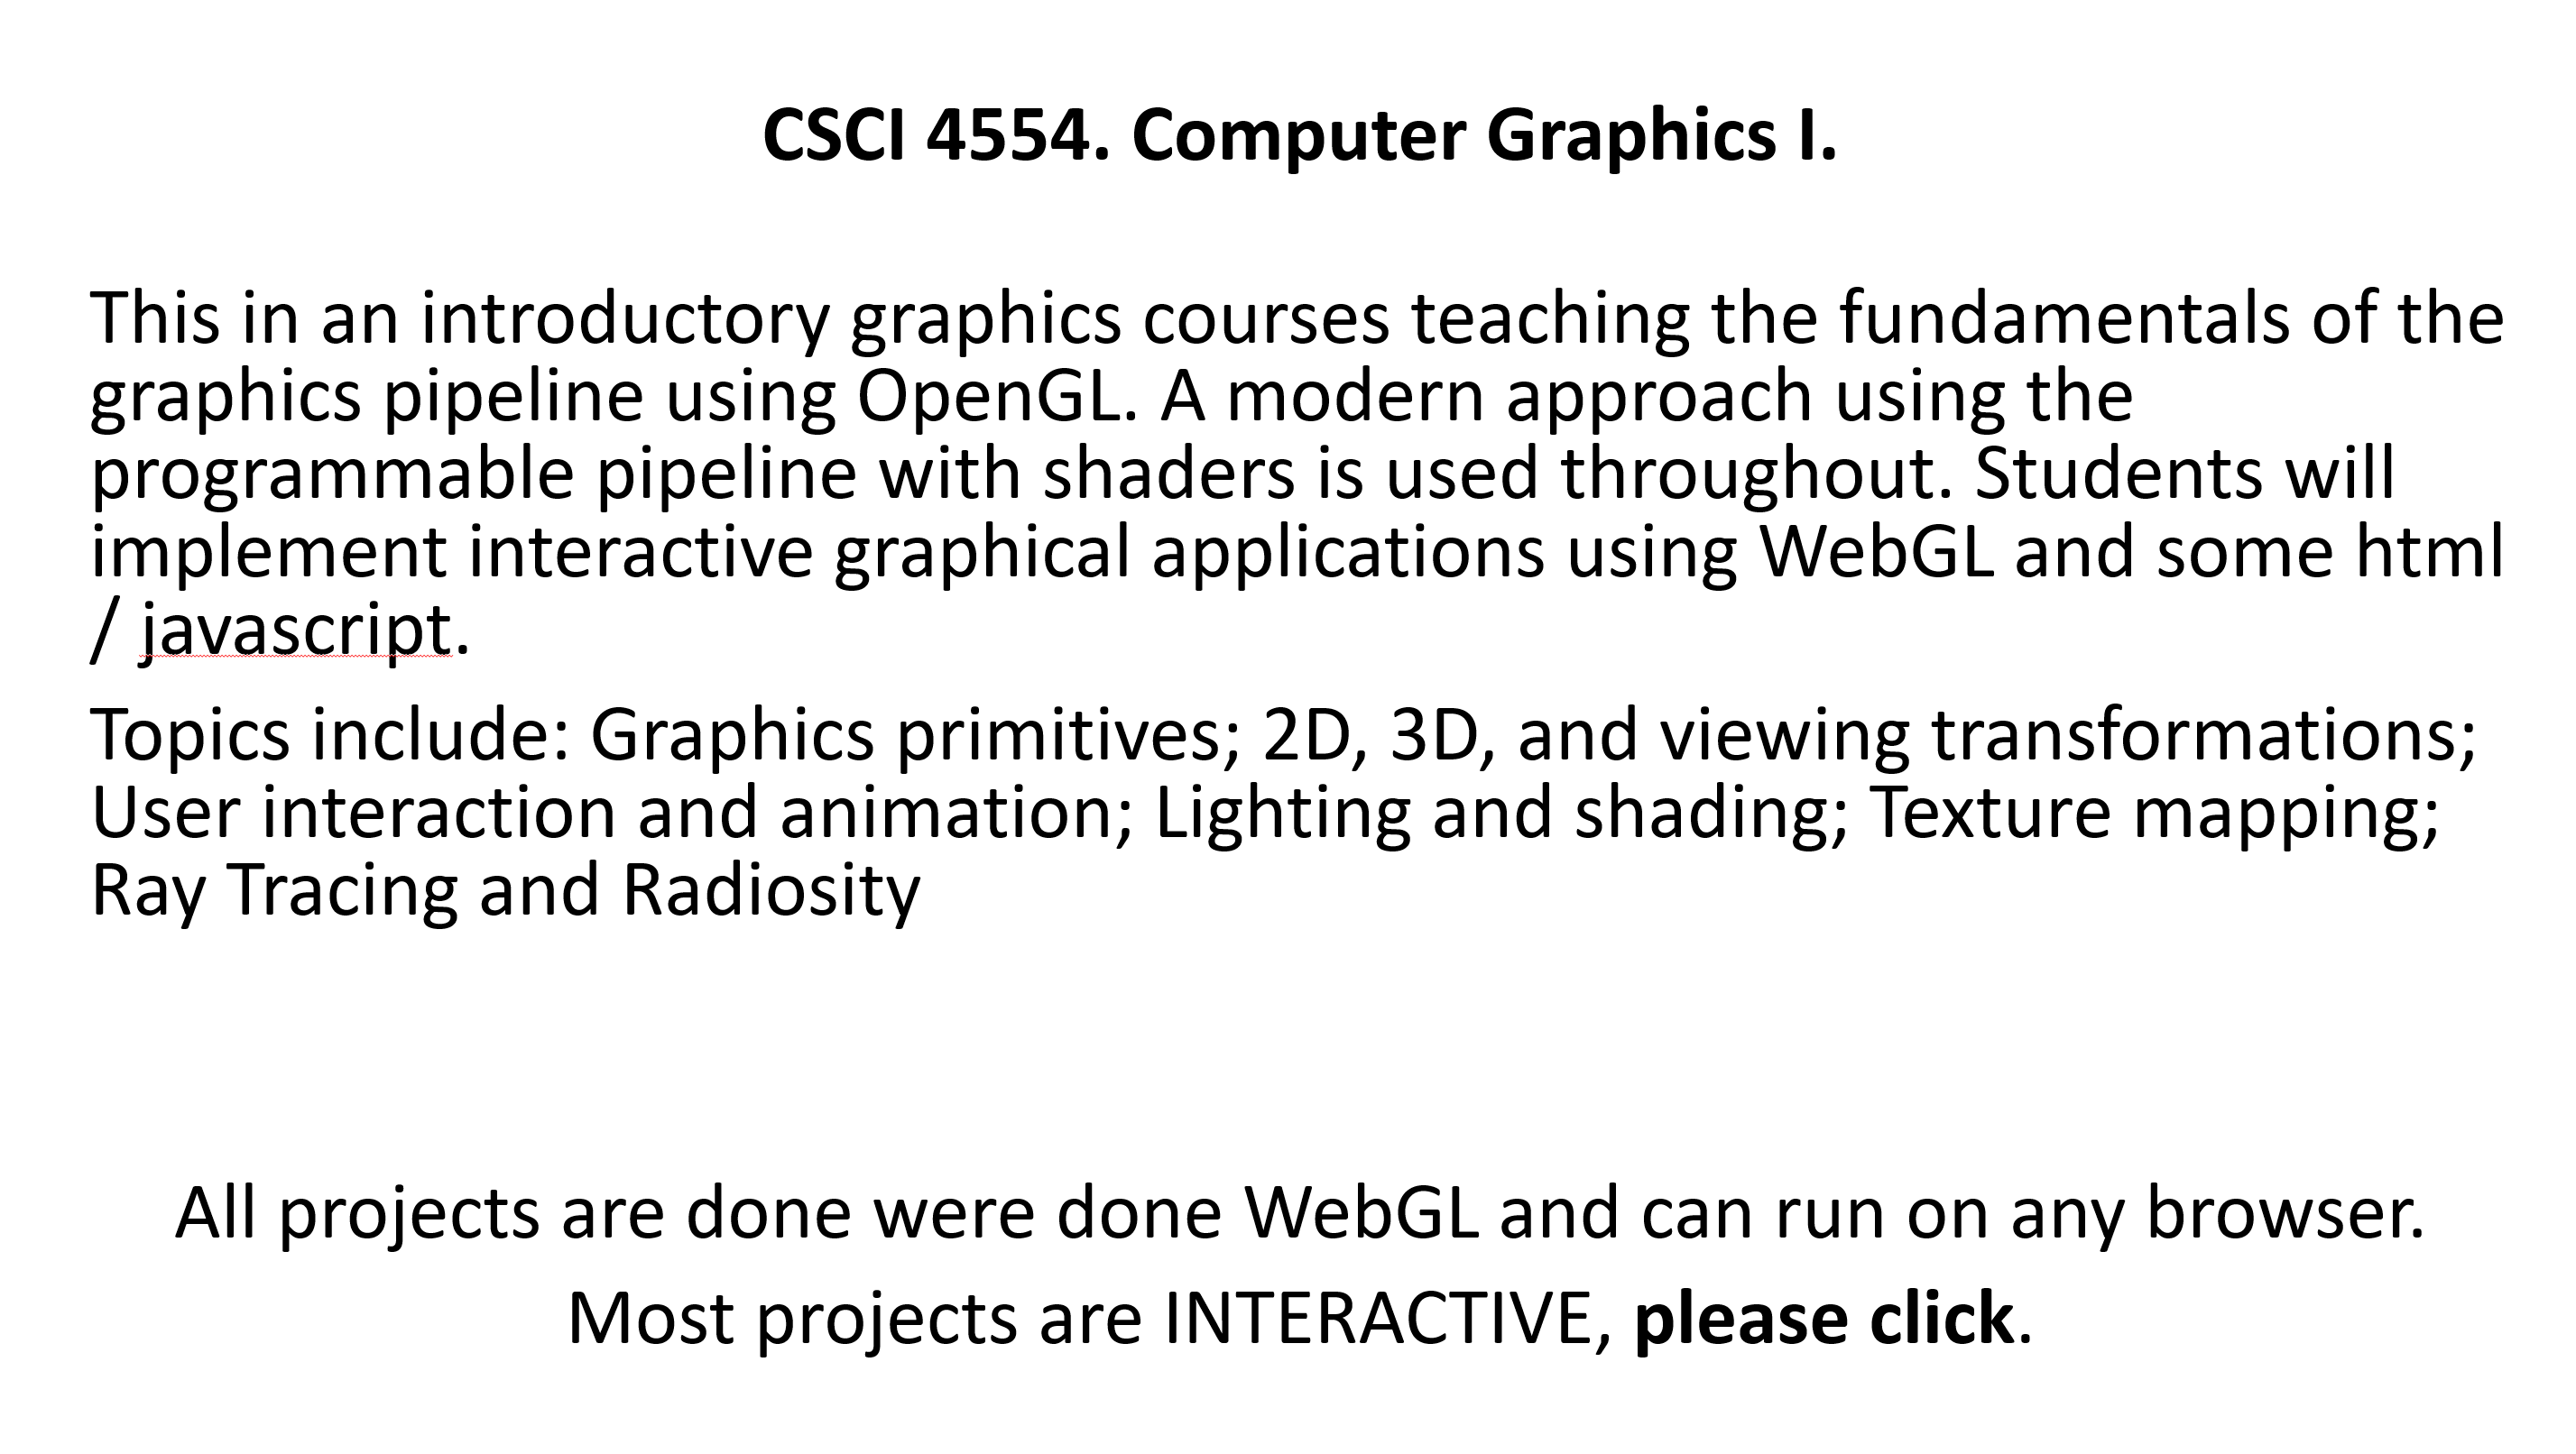 CSCI 4554. Computer Graphics I.
This in an introductory graphics courses teaching the fundamentals of the
graphics pipeline using OpenGL. A modern approach using the
programmable pipeline with shaders is used throughout. Students will
implement interactive graphical applications using WebGL and some html
/ javascript.
Topics include: Graphics primitives; 2D, 3D, and viewing transformations;
User interaction and animation; Lighting and shading; Texture mapping;
Ray Tracing and Radiosity
All projects are done were done WebGL and can run on any browser.
Most projects are INTERACTIVE, please click.